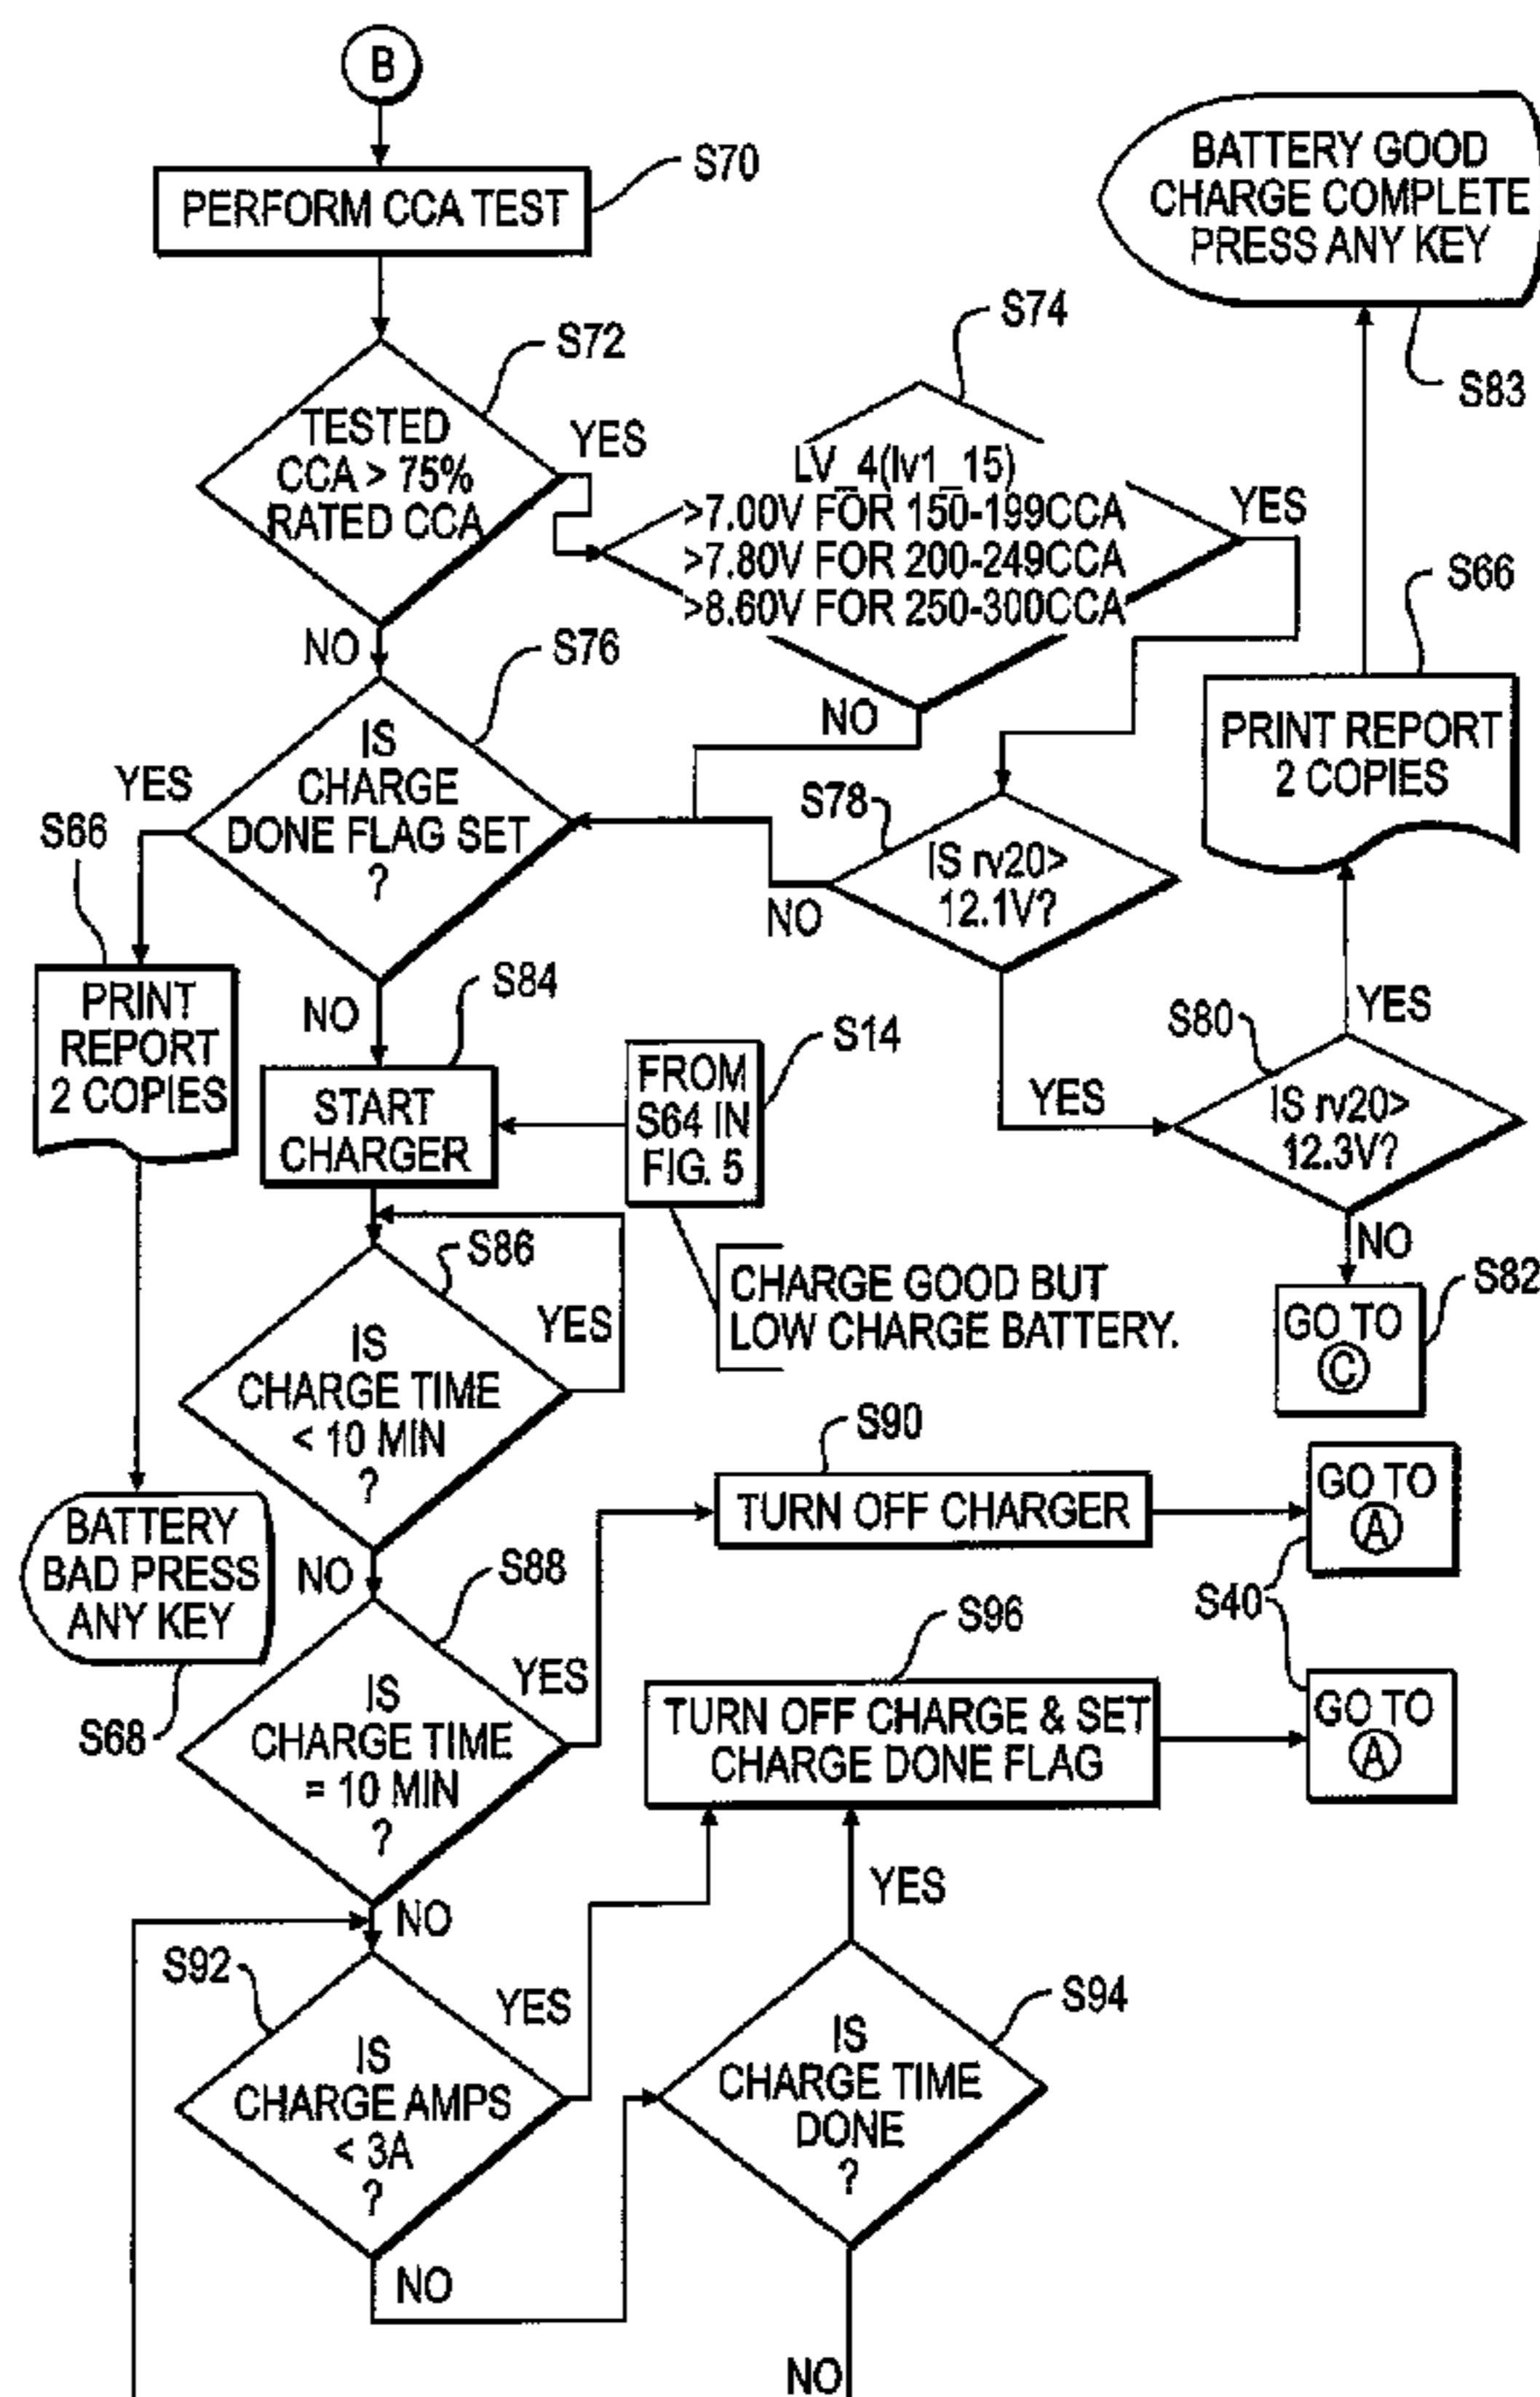 B
PERFORM CCA TEST
S70
BATTERY GOOD
CHARGE COMPLETE
PRESS ANY KEY
S83
S72
TESTED
CCA > 75%
RATED CCA
YES
NO
S74
LV_4(lv1_15)
>7.00V FOR 150-199CCA
>7.80V FOR 200-249CCA
>8.60V FOR 250-300CCA
YES
NO
S66
PRINT REPORT
2 COPIES
S76
IS
CHARGE
DONE FLAG SET
?
YES
NO
S78
IS rv20>
12.1V?
NO
YES
S80
IS rv20>
12.3V?
YES
NO
S82
GO TO
C
S66
PRINT
REPORT
2 COPIES
S84
START
CHARGER
FROM
S64 IN
FIG. 5
S14
CHARGE GOOD BUT
LOW CHARGE BATTERY.
S86
IS
CHARGE TIME
< 10 MIN
?
YES
NO
BATTERY
BAD PRESS
ANY KEY
S68
S88
IS
CHARGE TIME
= 10 MIN
?
YES
NO
S90
TURN OFF CHARGER
GO TO
A
S40
S96
TURN OFF CHARGE & SET
CHARGE DONE FLAG
GO TO
A
S92
IS
CHARGE AMPS
< 3A
?
YES
NO
S94
IS
CHARGE TIME
DONE
?
YES
NO